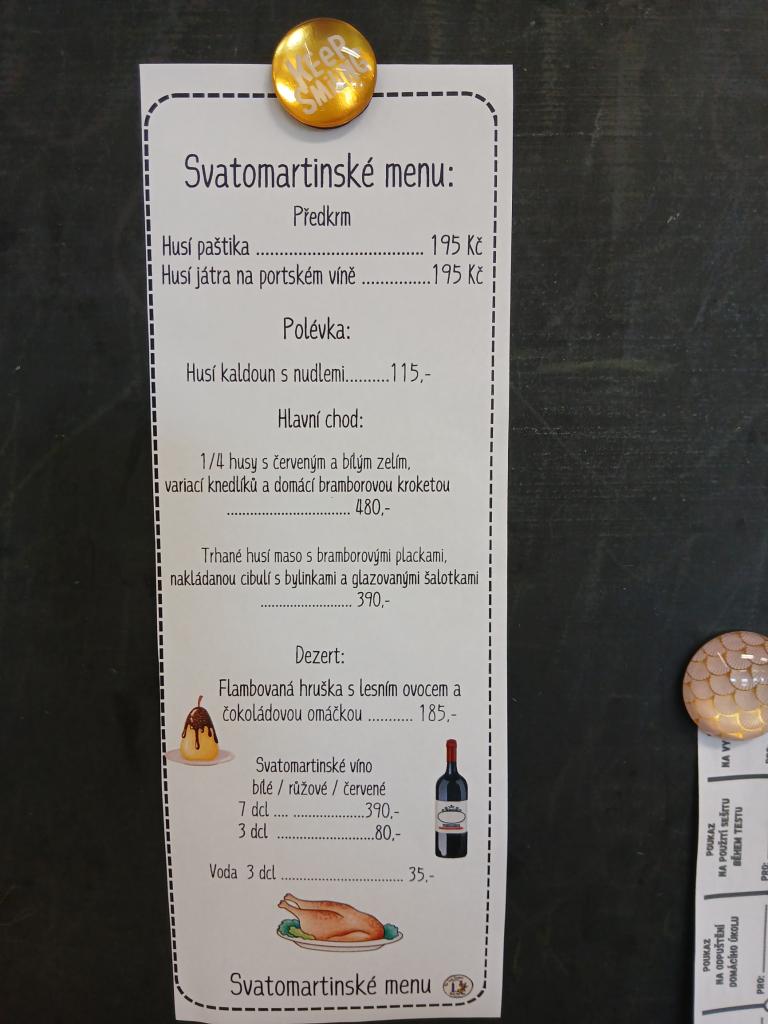 KEEP
SMILING
Svatomartinské menu:
Předkrm
Husí paštika ..................................... 195 Kč
Husí játra na portském víně ...............195 Kč
Polévka:
Husí kaldoun s nudlemi..........115,-
Hlavní chod:
1/4 husy s červeným a bílým zelím,
variací knedlíků a domácí bramborovou kroketou
............................... 480,-
Trhané husí maso s bramborovými plackami,
nakládanou cibulí s bylinkami a glazovanými šalotkami
......................... 390,-
Dezert:
Flambovaná hruška s lesním ovocem a
čokoládovou omáčkou ........... 185,-
Svatomartinské víno
bílé / růžové / červené
7 dcl .... ..................390,-
3 dcl ........................80,-
Voda 3 dcl ............................... 35,-
Svatomartinské menu
NA VY
POUKAZ
NA POUŽITÍ SEŠITU
BĚHEM TESTU
PRO:
POUKAZ
NA ODPUŠTĚNÍ
DOMÁCÍHO ÚKOLU
PRO: